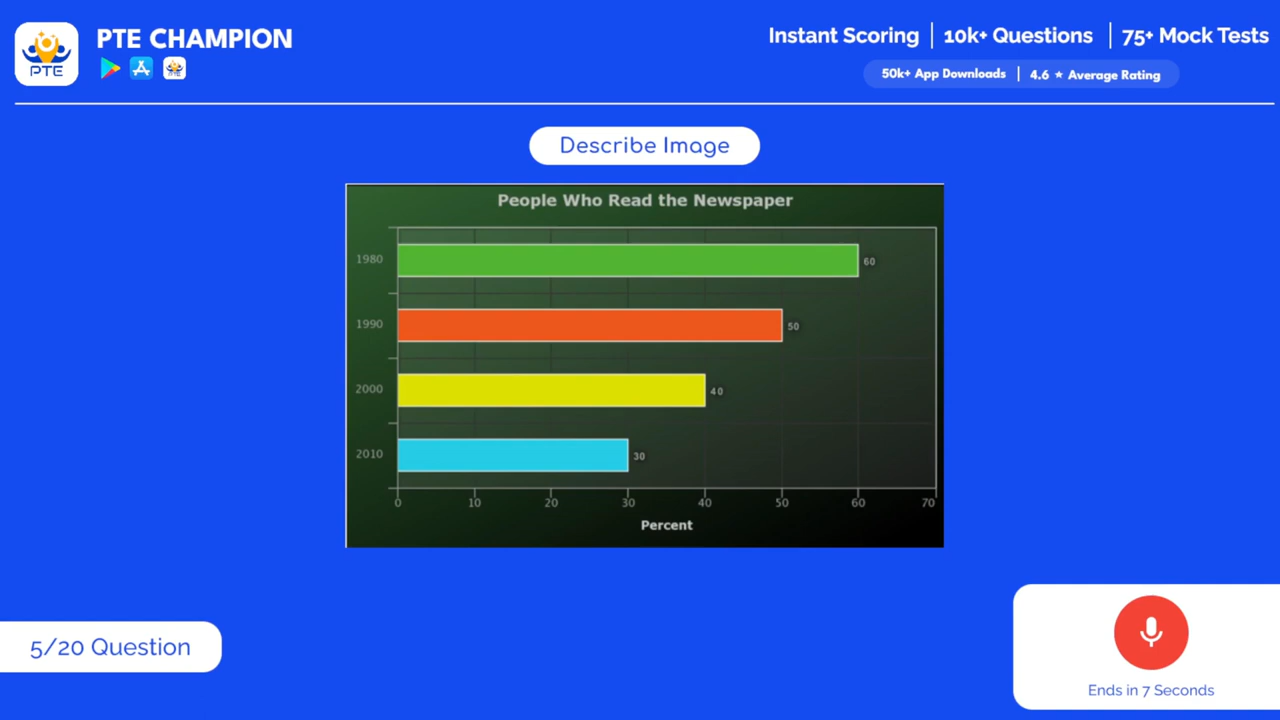 PTE CHAMPION
PTE
Instant Scoring
10k+ Questions
75+ Mock Tests
50k+ App Downloads
4.6 ★ Average Rating
Describe Image
People Who Read the Newspaper
1980
60
1990
50
2000
40
2010
30
0 10 20 30 40 50 60 70
Percent
5/20 Question
Ends in 7 Seconds